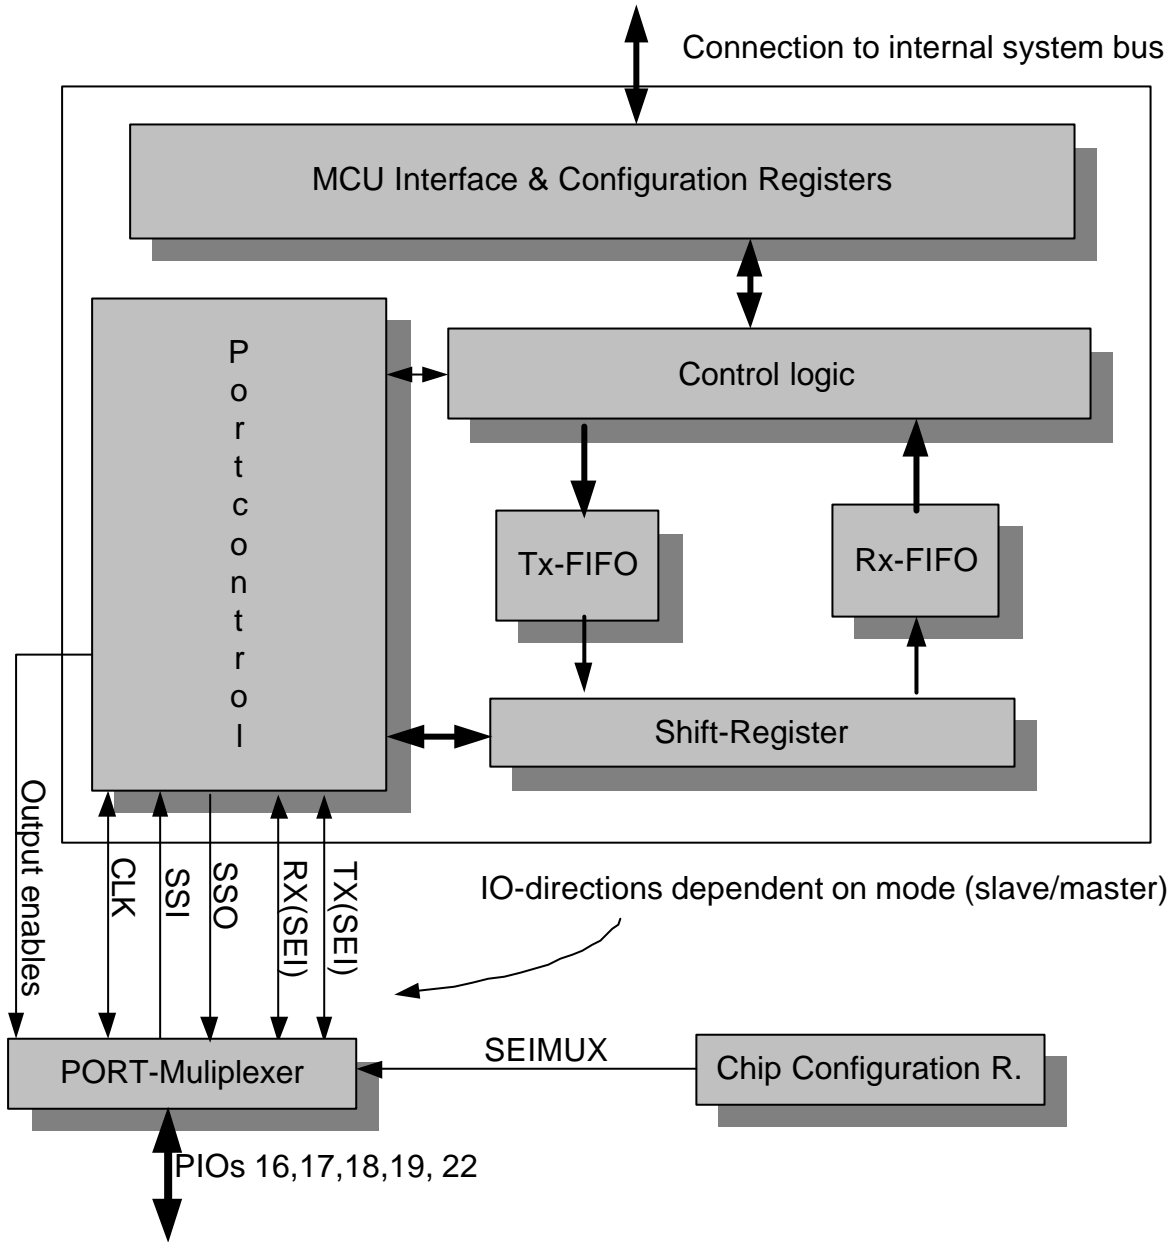 Connection to internal system bus
MCU Interface & Configuration Registers
Portcontrol
Control logic
Tx-FIFO
Rx-FIFO
Shift-Register
Output enables
CLK
SSI
SSO
RX(SEI)
TX(SEI)
IO-directions dependent on mode (slave/master)
PORT-Muliplexer
SEIMUX
Chip Configuration R.
PIOs 16,17,18,19, 22